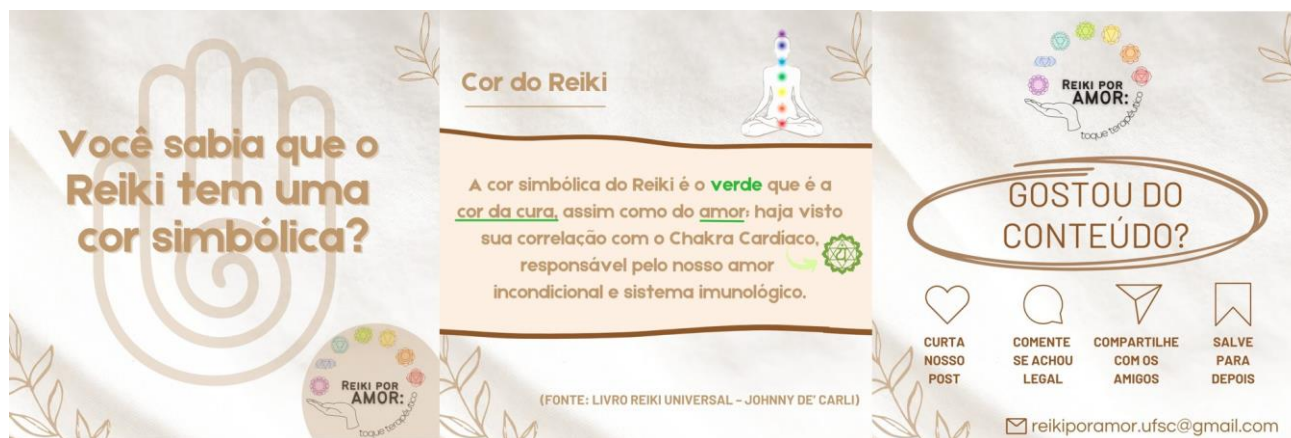 Você sabia que o
Reiki tem uma
cor simbólica?
REIKI POR
AMOR:
toque terapêutico
Cor do Reiki
A cor simbólica do Reiki é o verde que é a
cor da cura, assim como do amor: haja visto
sua correlação com o Chakra Cardíaco,
responsável pelo nosso amor
incondicional e sistema imunológico.
(FONTE: LIVRO REIKI UNIVERSAL – JOHNNY DE' CARLI)
REIKI POR
AMOR:
toque terapêutico
GOSTOU DO
CONTEÚDO?
CURTA
NOSSO
POST
COMENTE
SE ACHOU
LEGAL
COMPARTILHE
COM OS
AMIGOS
SALVE
PARA
DEPOIS
reikiporamor.ufsc@gmail.com